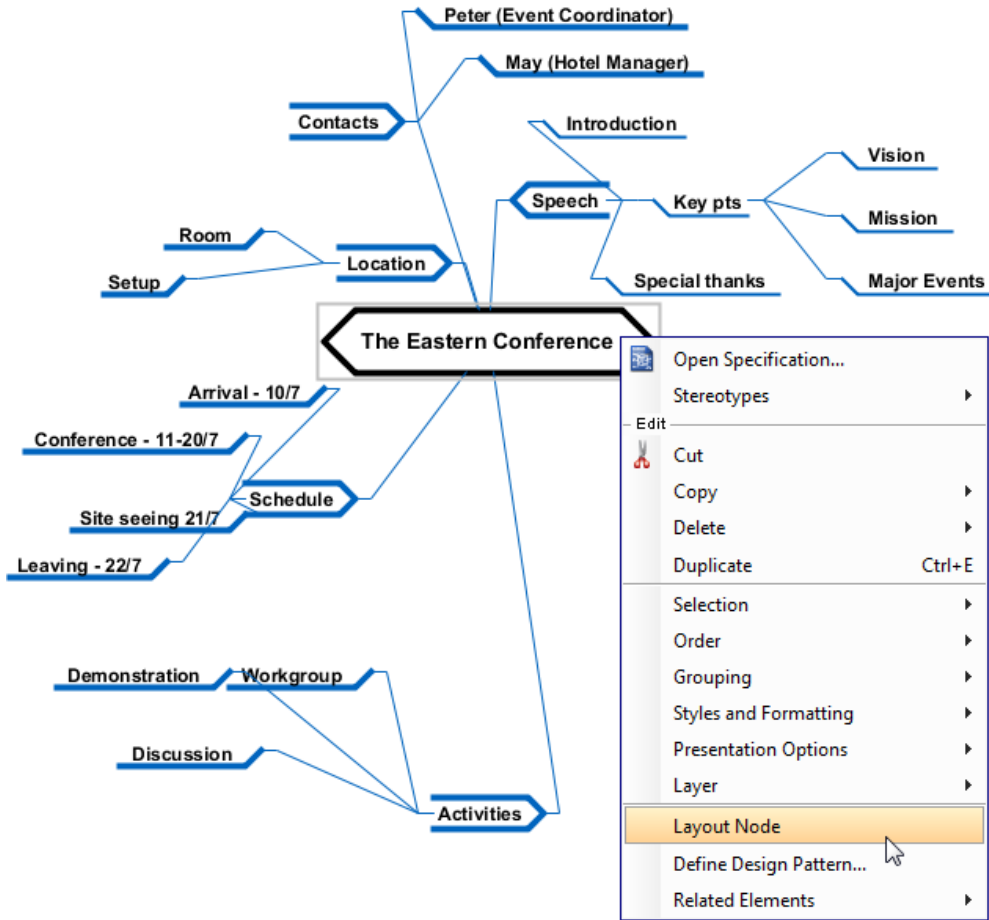 Peter (Event Coordinator)
May (Hotel Manager)
Contacts
Introduction
Vision
Speech
Key pts
Mission
Room
Location
Setup
Special thanks
Major Events
The Eastern Conference
Arrival - 10/7
Conference - 11-20/7
Schedule
Site seeing 21/7
Leaving - 22/7
Demonstration
Workgroup
Discussion
Activities
Open Specification...
Stereotypes
Edit
Cut
Copy
Delete
Duplicate Ctrl+E
Selection
Order
Grouping
Styles and Formatting
Presentation Options
Layer
Layout Node
Define Design Pattern...
Related Elements